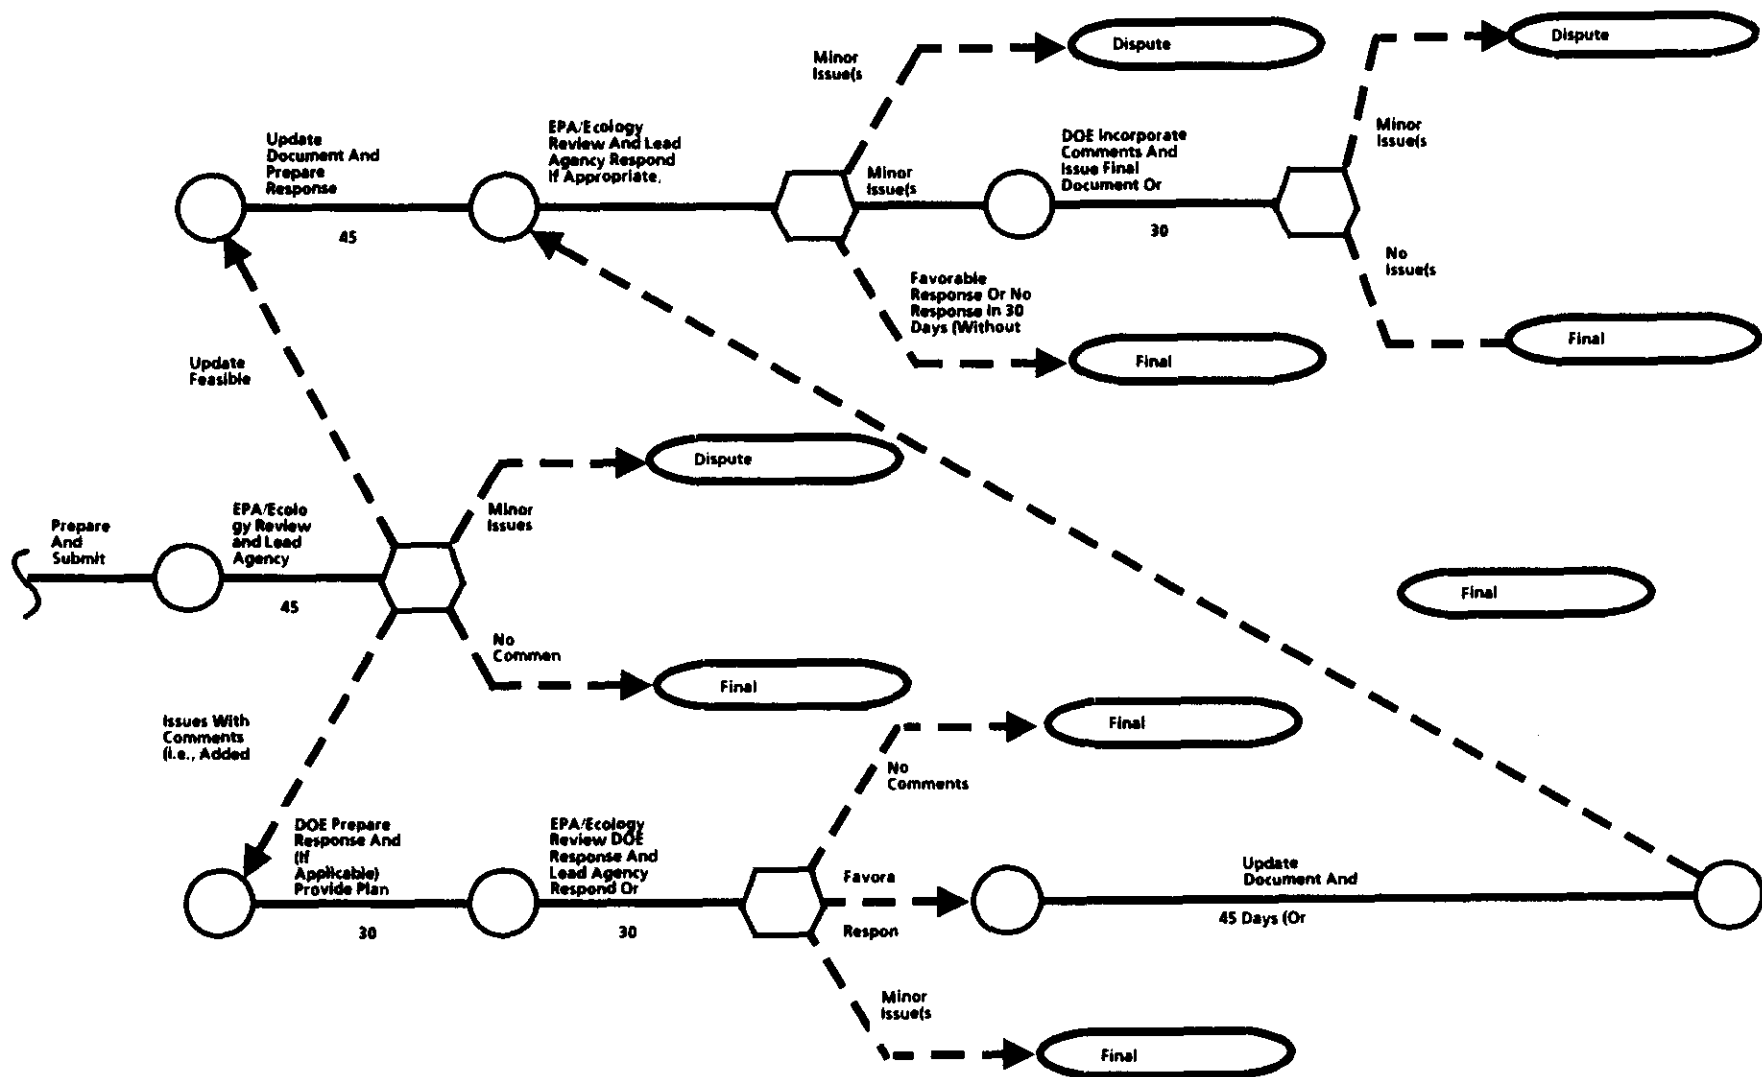 Minor
Issue(s
Dispute
Dispute
Update
Document And
Prepare
Response
45
EPA/Ecology
Review And Lead
Agency Respond
If Appropriate,
Minor
Issue(s
DOE Incorporate
Comments And
Issue Final
Document Or
30
Minor
Issue(s
No
Issue(s
Favorable
Response Or No
Response In 30
Days (Without
Final
Final
Update
Feasible
Dispute
Minor
Issues
Prepare
And
Submit
EPA/Ecolo
gy Review
and Lead
Agency
45
Final
No
Commen
Final
Issues With
Comments
(i.e., Added
Final
No
Comments
DOE Prepare
Response And
(If
Applicable)
Provide Plan
30
EPA/Ecology
Review DOE
Response And
Lead Agency
Respond Or
30
Favora
Respon
Update
Document And
45 Days (Or
Minor
Issue(s
Final